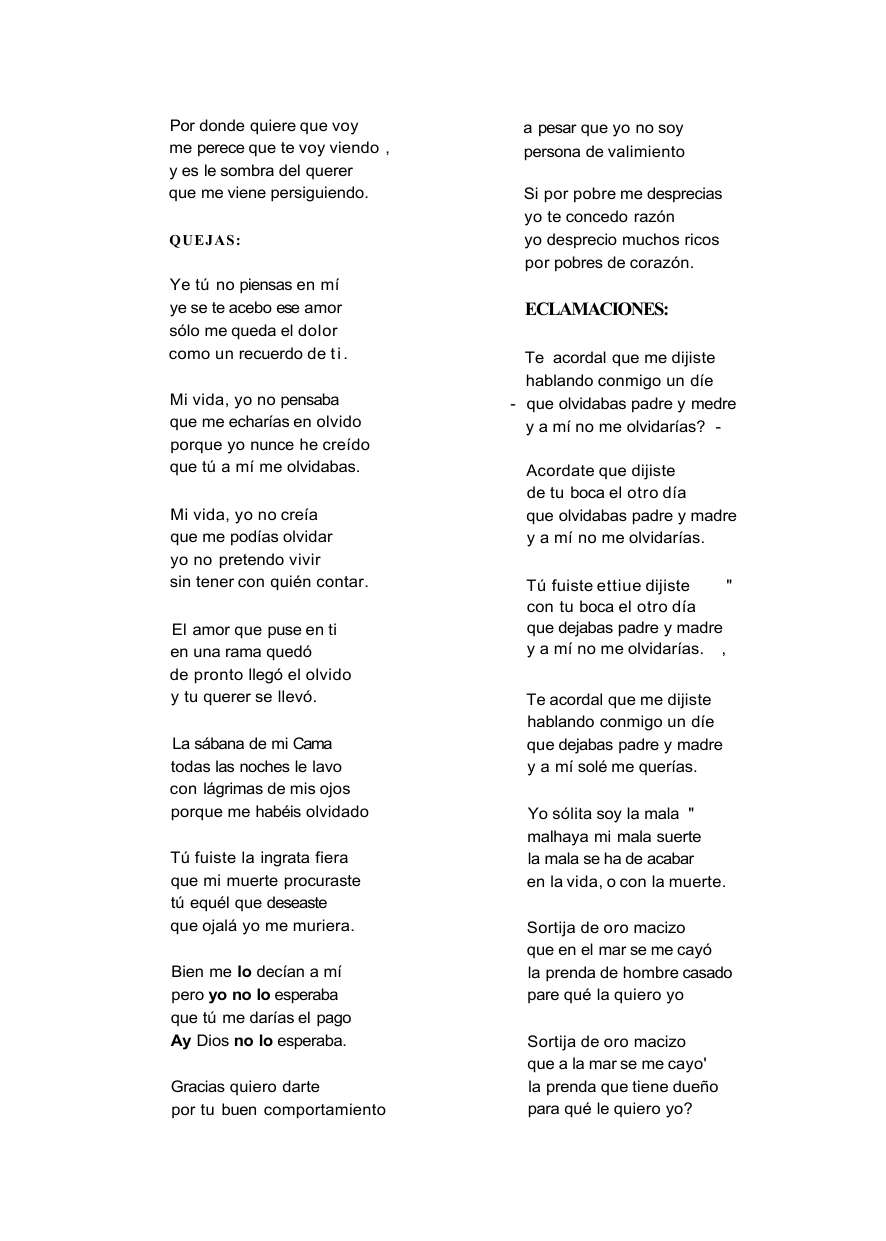 Por donde quiere que voy
me perece que te voy viendo ,
y es le sombra del querer
que me viene persiguiendo.
QUEJAS:
Ye tú no piensas en mí
ye se te acebo ese amor
sólo me queda el dolor
como un recuerdo de ti.
Mi vida, yo no pensaba
que me echarías en olvido
porque yo nunce he creído
que tú a mí me olvidabas.
Mi vida, yo no creía
que me podías olvidar
yo no pretendo vivir
sin tener con quién contar.
El amor que puse en ti
en una rama quedó
de pronto llegó el olvido
y tu querer se llevó.
La sábana de mi Cama
todas las noches le lavo
con lágrimas de mis ojos
porque me habéis olvidado
Tú fuiste la ingrata fiera
que mi muerte procuraste
tú equél que deseaste
que ojalá yo me muriera.
Bien me lo decían a mí
pero yo no lo esperaba
que tú me darías el pago
Ay Dios no lo esperaba.
Gracias quiero darte
por tu buen comportamiento
a pesar que yo no soy
persona de valimiento
Si por pobre me desprecias
yo te concedo razón
yo desprecio muchos ricos
por pobres de corazón.
ECLAMACIONES:
Te acordal que me dijiste
hablando conmigo un díe
- que olvidabas padre y medre
y a mí no me olvidarías? -
Acordate que dijiste
de tu boca el otro día
que olvidabas padre y madre
y a mí no me olvidarías.
Tú fuiste ettiue dijiste "
con tu boca el otro día
que dejabas padre y madre
y a mí no me olvidarías. ,
Te acordal que me dijiste
hablando conmigo un díe
que dejabas padre y madre
y a mí solé me querías.
Yo sólita soy la mala "
malhaya mi mala suerte
la mala se ha de acabar
en la vida, o con la muerte.
Sortija de oro macizo
que en el mar se me cayó
la prenda de hombre casado
pare qué la quiero yo
Sortija de oro macizo
que a la mar se me cayo'
la prenda que tiene dueño
para qué le quiero yo?